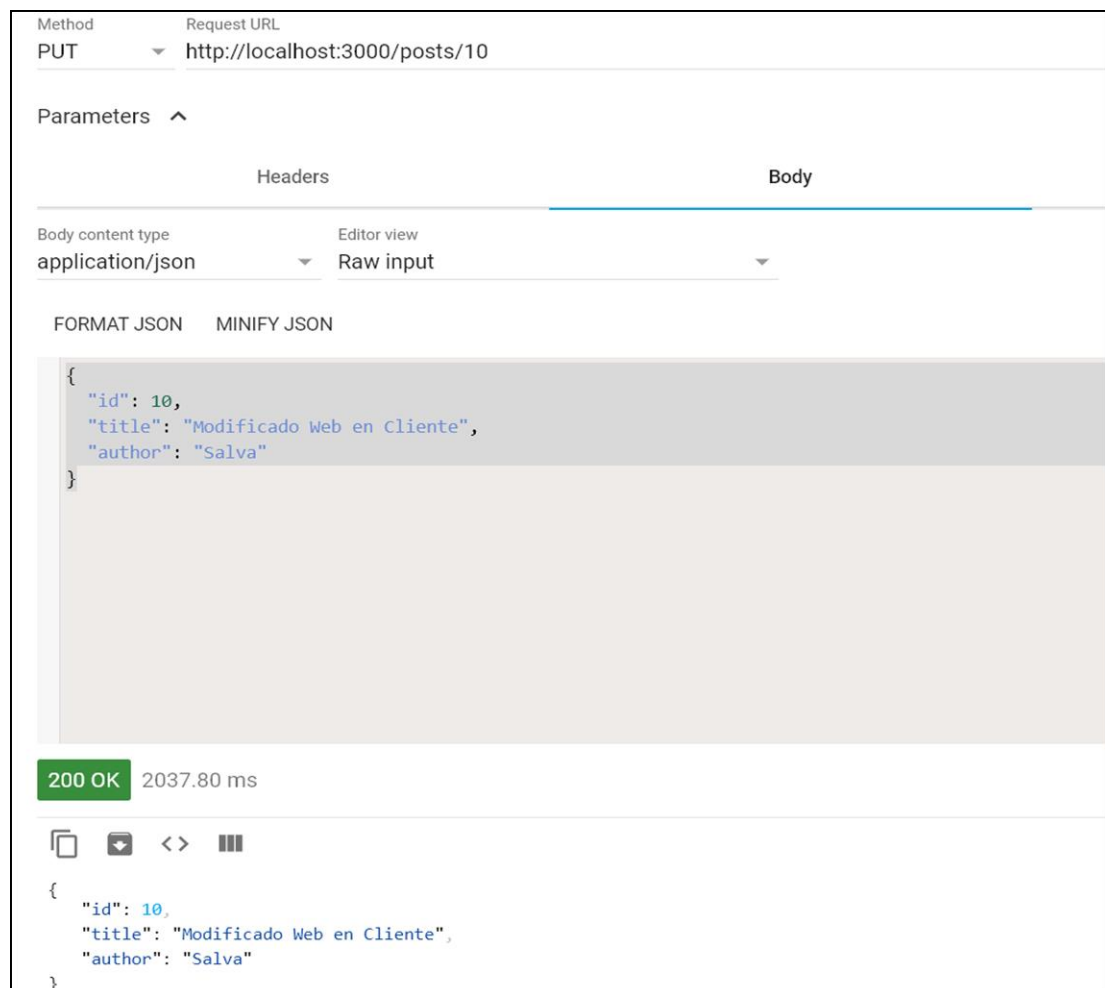 Method Request URL
PUT http://localhost:3000/posts/10
Parameters
Headers Body
Body content type Editor view
application/json Raw input
FORMAT JSON MINIFY JSON
{
"id": 10,
"title": "Modificado Web en Cliente",
"author": "Salva"
}
200 OK 2037.80 ms
{
"id": 10,
"title": "Modificado Web en Cliente",
"author": "Salva"
}